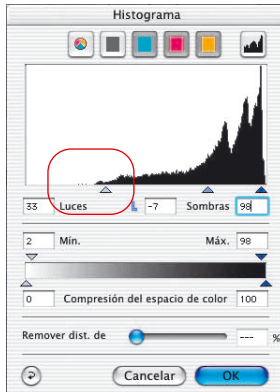 Histograma
33 Luces L -7 Sombras 98
2 Mín. Máx. 98
0 Compresión del espacio de color 100
Remover dist. de --- %
Cancelar OK